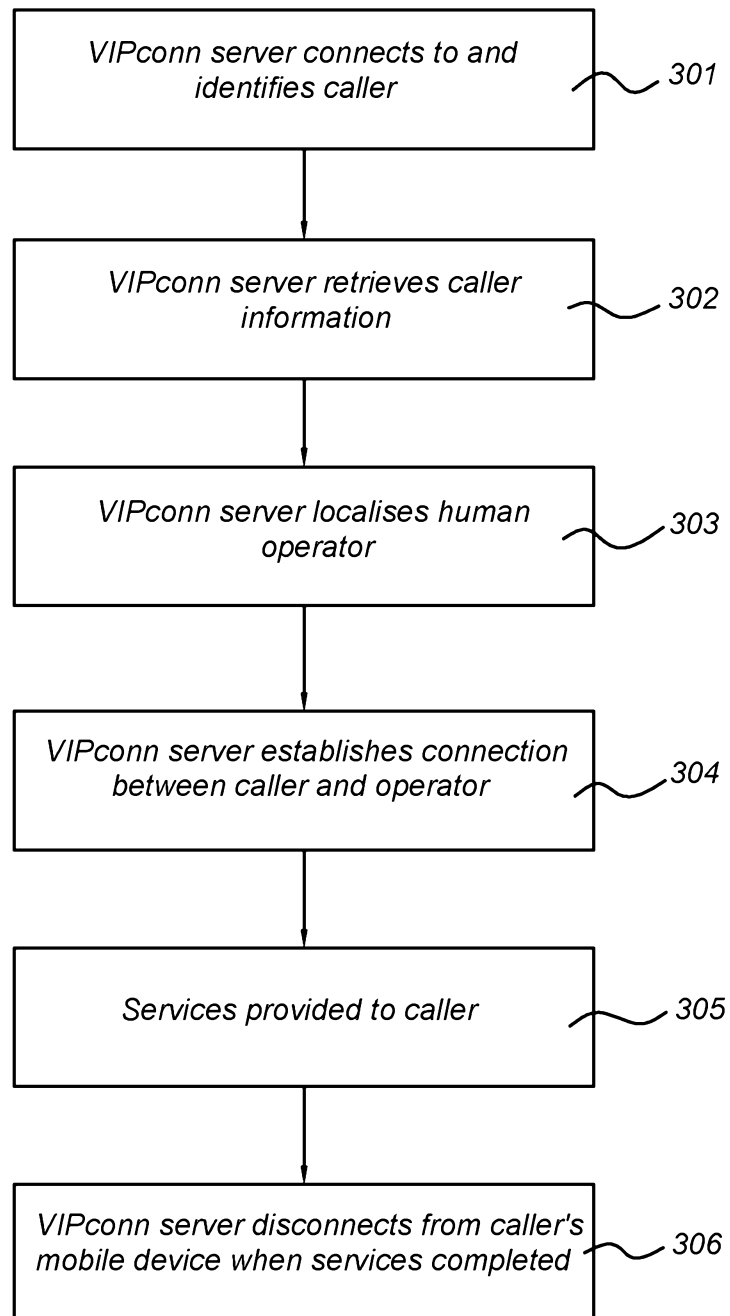 VIPconn server connects to and
identifies caller
301
VIPconn server retrieves caller
information
302
VIPconn server localises human
operator
303
VIPconn server establishes connection
between caller and operator
304
Services provided to caller
305
VIPconn server disconnects from caller's
mobile device when services completed
306